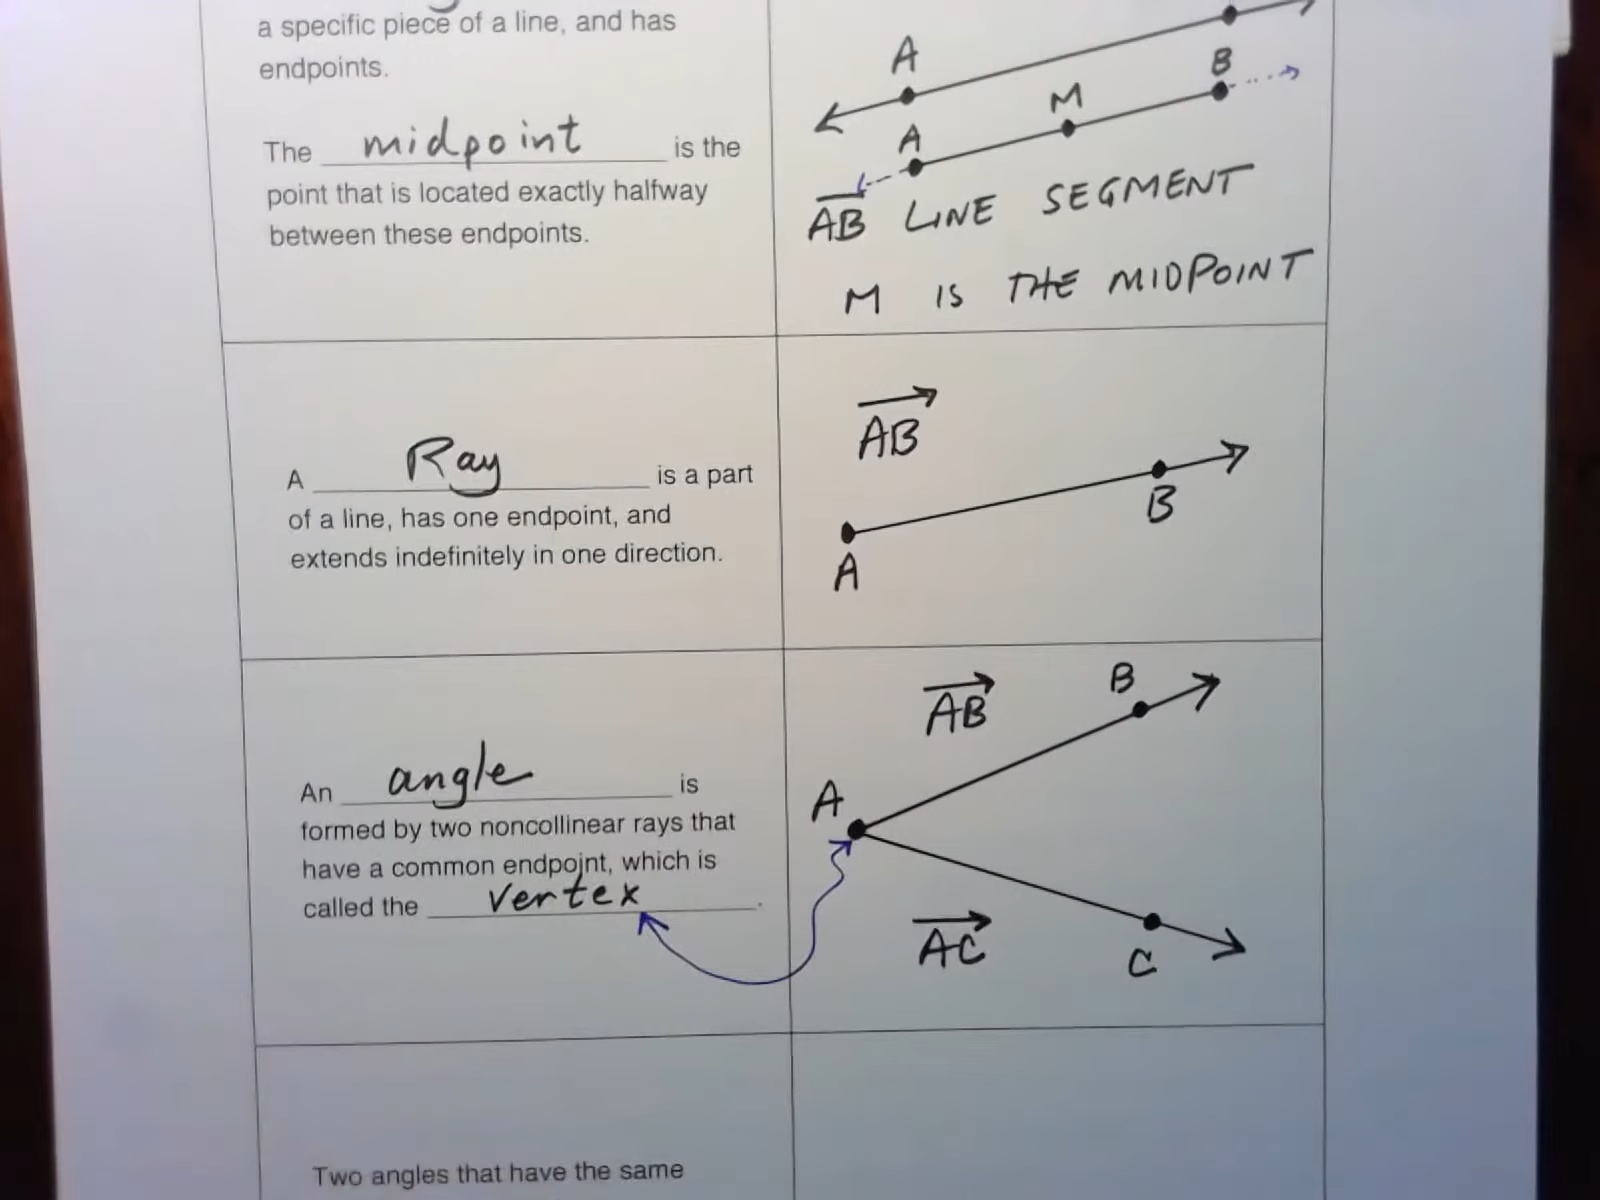 a specific piece of a line, and has
endpoints.
The midpoint is the
point that is located exactly halfway
between these endpoints.
A
B
M
A
AB LINE SEGMENT
M IS THE MIDPOINT
A Ray is a part
of a line, has one endpoint, and
extends indefinitely in one direction.
AB
B
A
An angle is
formed by two noncollinear rays that
have a common endpoint, which is
called the vertex.
AB
B
A
AC
C
Two angles that have the same